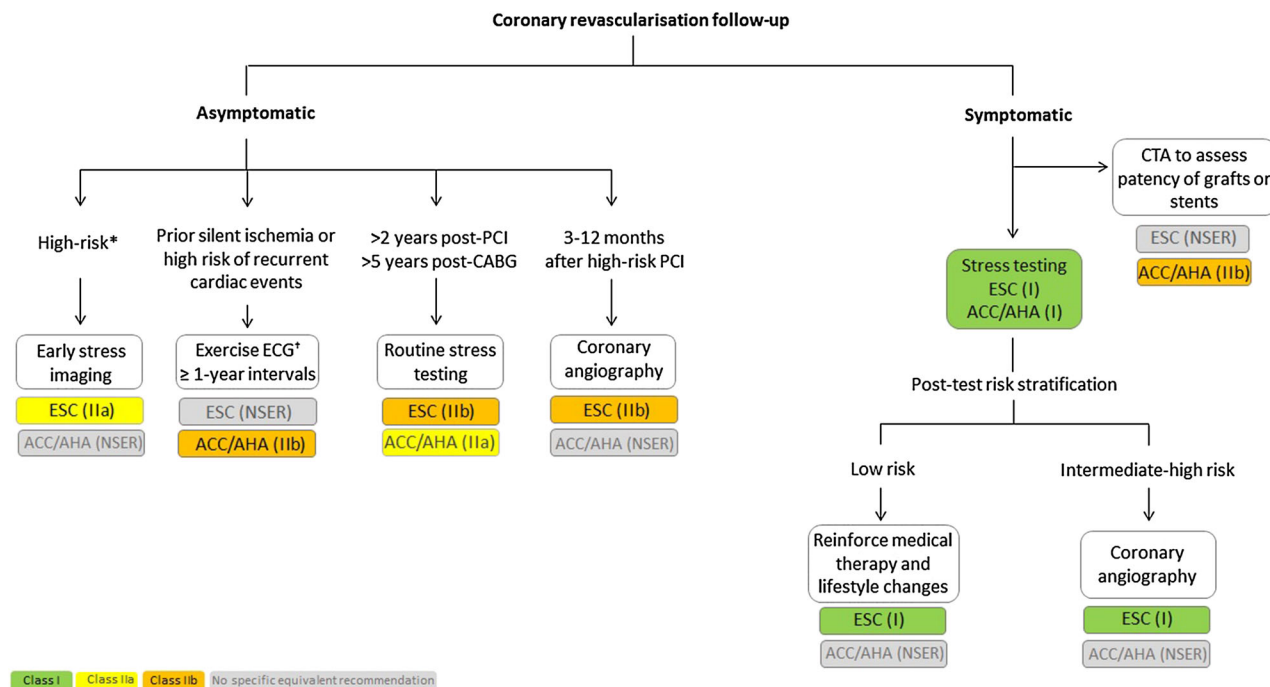 Coronary revascularisation follow-up
Asymptomatic
Symptomatic
High-risk*
Early stress
imaging
ESC (IIa)
ACC/AHA (NSER)
Prior silent ischemia or
high risk of recurrent
cardiac events
Exercise ECG†
≥ 1-year intervals
ESC (NSER)
ACC/AHA (IIb)
>2 years post-PCI
>5 years post-CABG
Routine stress
testing
ESC (IIb)
ACC/AHA (IIa)
3-12 months
after high-risk PCI
Coronary
angiography
ESC (IIb)
ACC/AHA (NSER)
CTA to assess
patency of grafts or
stents
ESC (NSER)
ACC/AHA (IIb)
Stress testing
ESC (I)
ACC/AHA (I)
Post-test risk stratification
Low risk
Reinforce medical
therapy and
lifestyle changes
ESC (I)
ACC/AHA (NSER)
Intermediate-high risk
Coronary
angiography
ESC (I)
ACC/AHA (NSER)
Class I
Class IIa
Class IIb
No specific equivalent recommendation